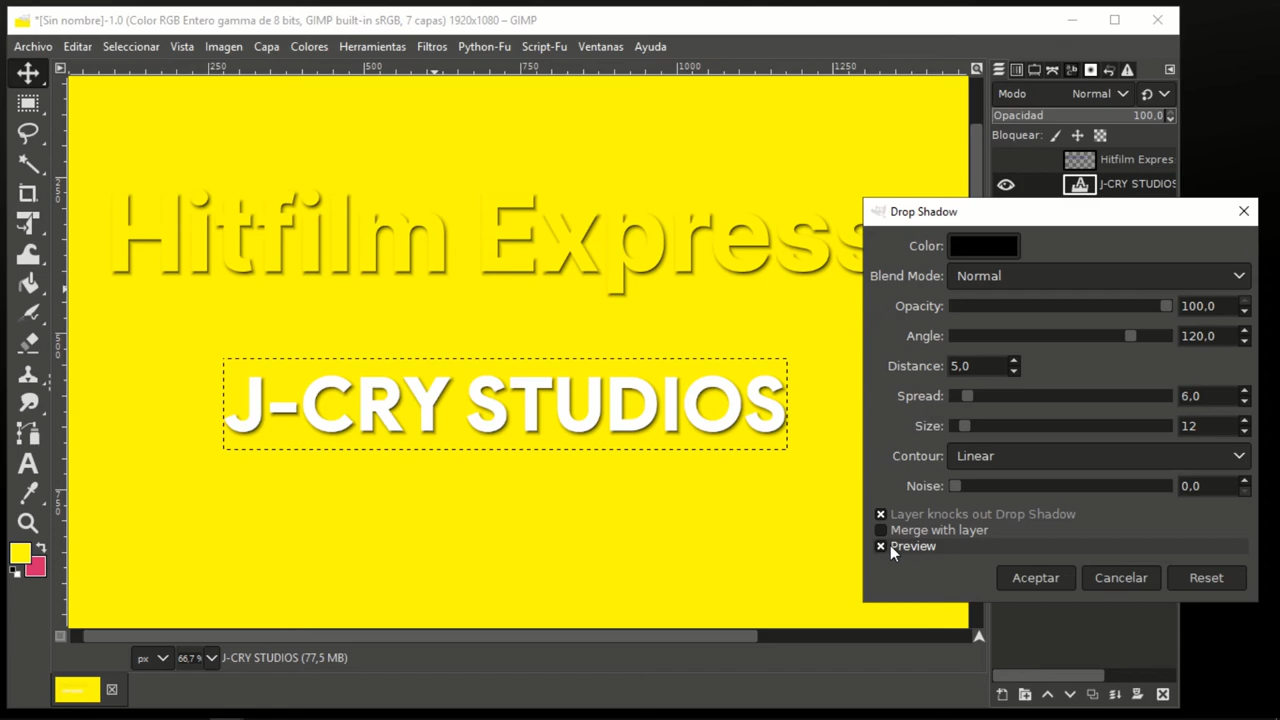 *[Sin nombre]-1.0 (Color RGB Entero gamma de 8 bits, GIMP built-in sRGB, 7 capas) 1920x1080 – GIMP
Archivo Editar Seleccionar Vista Imagen Capa Colores Herramientas Filtros Python-Fu Script-Fu Ventanas Ayuda
250 500 750 1000 1250
Modo Normal
Opacidad 100,0
Bloquear:
Hitfilm Expres
J-CRY STUDIOS
250
500
750
Hitfilm Express
J-CRY STUDIOS
Drop Shadow
Color:
Blend Mode: Normal
Opacity: 100,0
Angle: 120,0
Distance: 5,0
Spread: 6,0
Size: 12
Contour: Linear
Noise: 0,0
Layer knocks out Drop Shadow
Merge with layer
Preview
Aceptar Cancelar Reset
px 66,7 % J-CRY STUDIOS (77,5 MB)